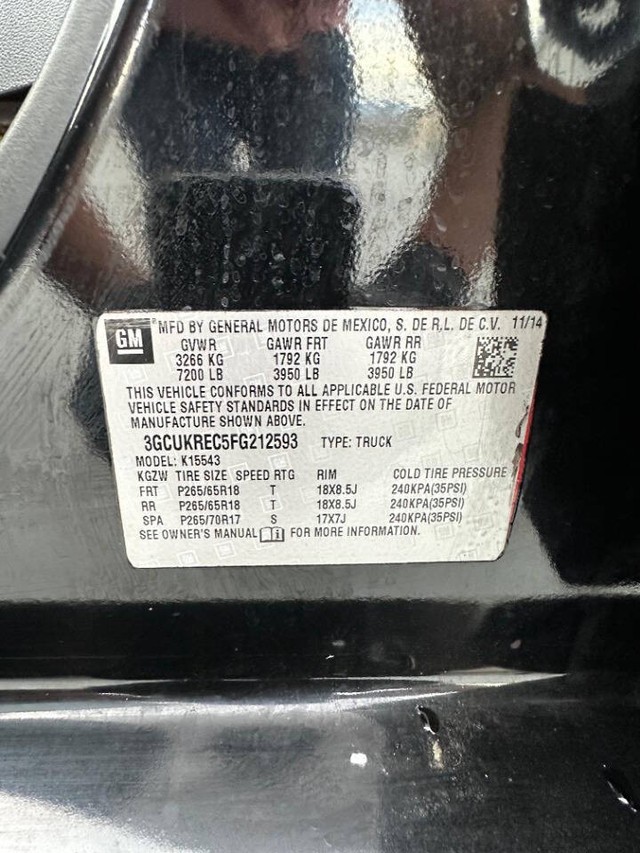 GM MFD BY GENERAL MOTORS DE MEXICO, S. DE R.L. DE C.V. 11/14
GVWR GAWR FRT GAWR RR
3266 KG 1792 KG 1792 KG
7200 LB 3950 LB 3950 LB
THIS VEHICLE CONFORMS TO ALL APPLICABLE U.S. FEDERAL MOTOR
VEHICLE SAFETY STANDARDS IN EFFECT ON THE DATE OF
MANUFACTURE SHOWN ABOVE.
3GCUKREC5FG212593 TYPE: TRUCK
MODEL: K15543
KGZW TIRE SIZE SPEED RTG RIM COLD TIRE PRESSURE
FRT P265/65R18 T 18X8.5J 240KPA(35PSI)
RR P265/65R18 T 18X8.5J 240KPA(35PSI)
SPA P265/70R17 S 17X7J 240KPA(35PSI)
SEE OWNER'S MANUAL FOR MORE INFORMATION.